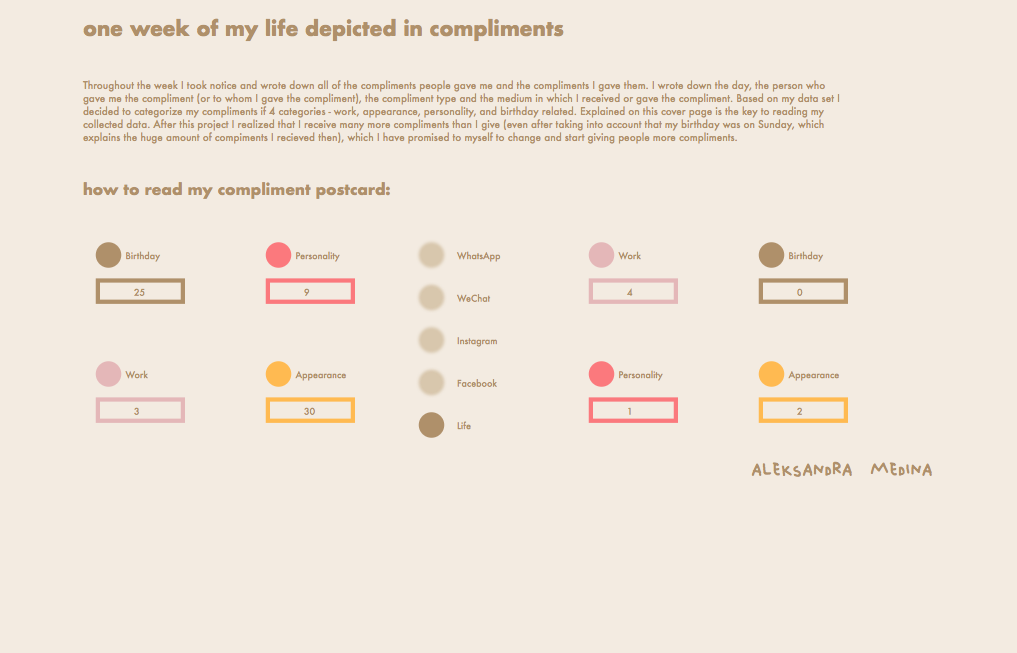 one week of my life depicted in compliments
Throughout the week I took notice and wrote down all of the compliments people gave me and the compliments I gave them. I wrote down the day, the person who
gave me the compliment (or to whom I gave the compliment), the compliment type and the medium in which I received or gave the compliment. Based on my data set I
decided to categorize my compliments if 4 categories - work, appearance, personality, and birthday related. Explained on this cover page is the key to reading my
collected data. After this project I realized that I receive many more compliments than I give (even after taking into account that my birthday was on Sunday, which
explains the huge amount of compiments I recieved then), which I have promised to myself to change and start giving people more compliments.
how to read my compliment postcard:
Birthday
25
Personality
9
Work
3
Appearance
30
WhatsApp
WeChat
Instagram
Facebook
Life
Work
4
Birthday
0
Personality
1
Appearance
2
ALEKSANDRA MEDINA